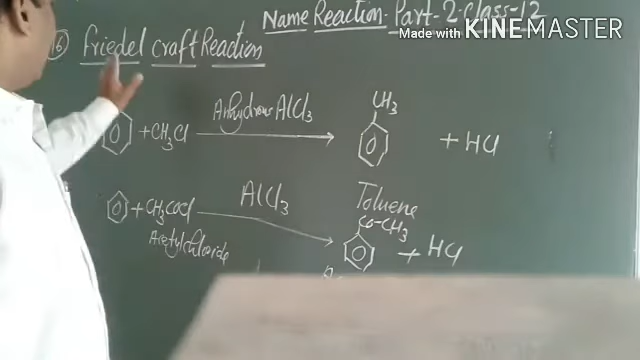 Name Reaction Part-2 Class-12
Made with KINEMASTER
16) Friedel craft Reaction
+ CH3Cl Anhydrous AlCl3 CH3 + HCl
Toluene
+ CH3COCl AlCl3 CO-CH3 + HCl
Acetylchloride